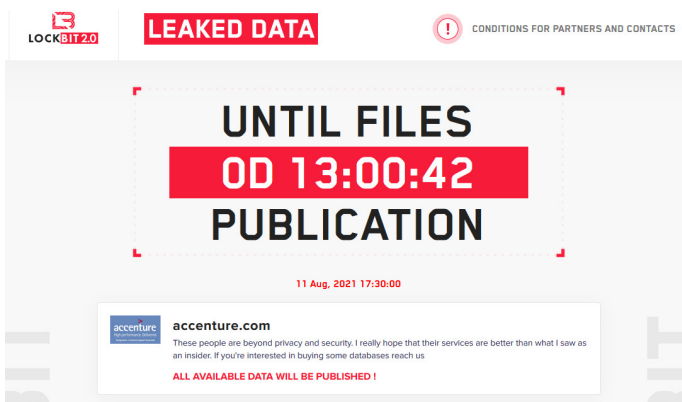 LOCKBIT 2.0
LEAKED DATA
!
CONDITIONS FOR PARTNERS AND CONTACTS
UNTIL FILES
0D 13:00:42
PUBLICATION
11 Aug, 2021 17:30:00
accenture
accenture.com
These people are beyond privacy and security. I really hope that their services are better than what I saw as
an insider. If you're interested in buying some databases reach us
ALL AVAILABLE DATA WILL BE PUBLISHED !
BIT
BIT